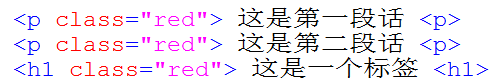 <p class="red"> 这是第一段话 <p>
<p class="red"> 这是第二段话 <p>
<h1 class="red"> 这是一个标签 <h1>